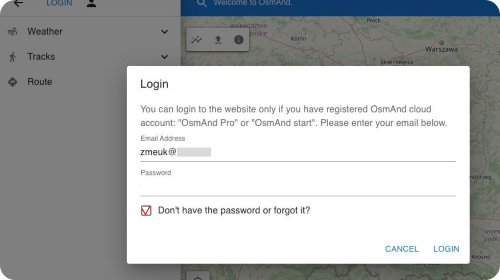 LOGIN
Welcome to OsmAnd.
Weather
Tracks
Route
Płock
Warszawa
Login
You can login to the website only if you have registered OsmAnd cloud
account: "OsmAnd Pro" or "OsmAnd start". Please enter your email below.
Email Address
zmeuk@
Password
Don't have the password or forgot it?
CANCEL
LOGIN